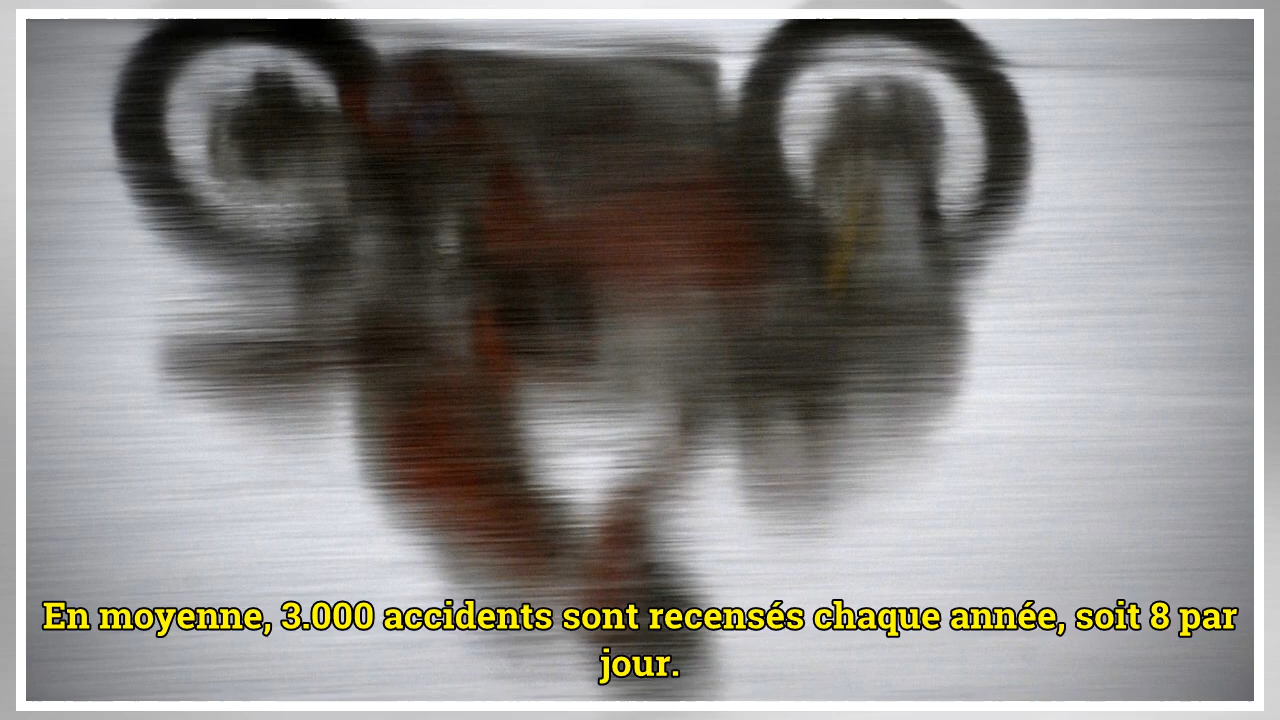 En moyenne, 3.000 accidents sont recensés chaque année, soit 8 par
jour.